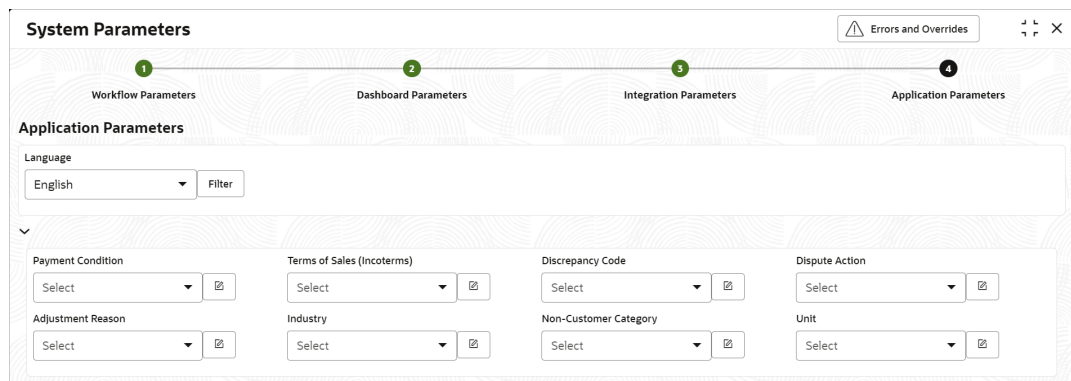 System Parameters
Errors and Overrides
1
2
3
4
Workflow Parameters
Dashboard Parameters
Integration Parameters
Application Parameters
Application Parameters
Language
English
Filter
Payment Condition
Terms of Sales (Incoterms)
Discrepancy Code
Dispute Action
Select
Select
Select
Select
Adjustment Reason
Industry
Non-Customer Category
Unit
Select
Select
Select
Select